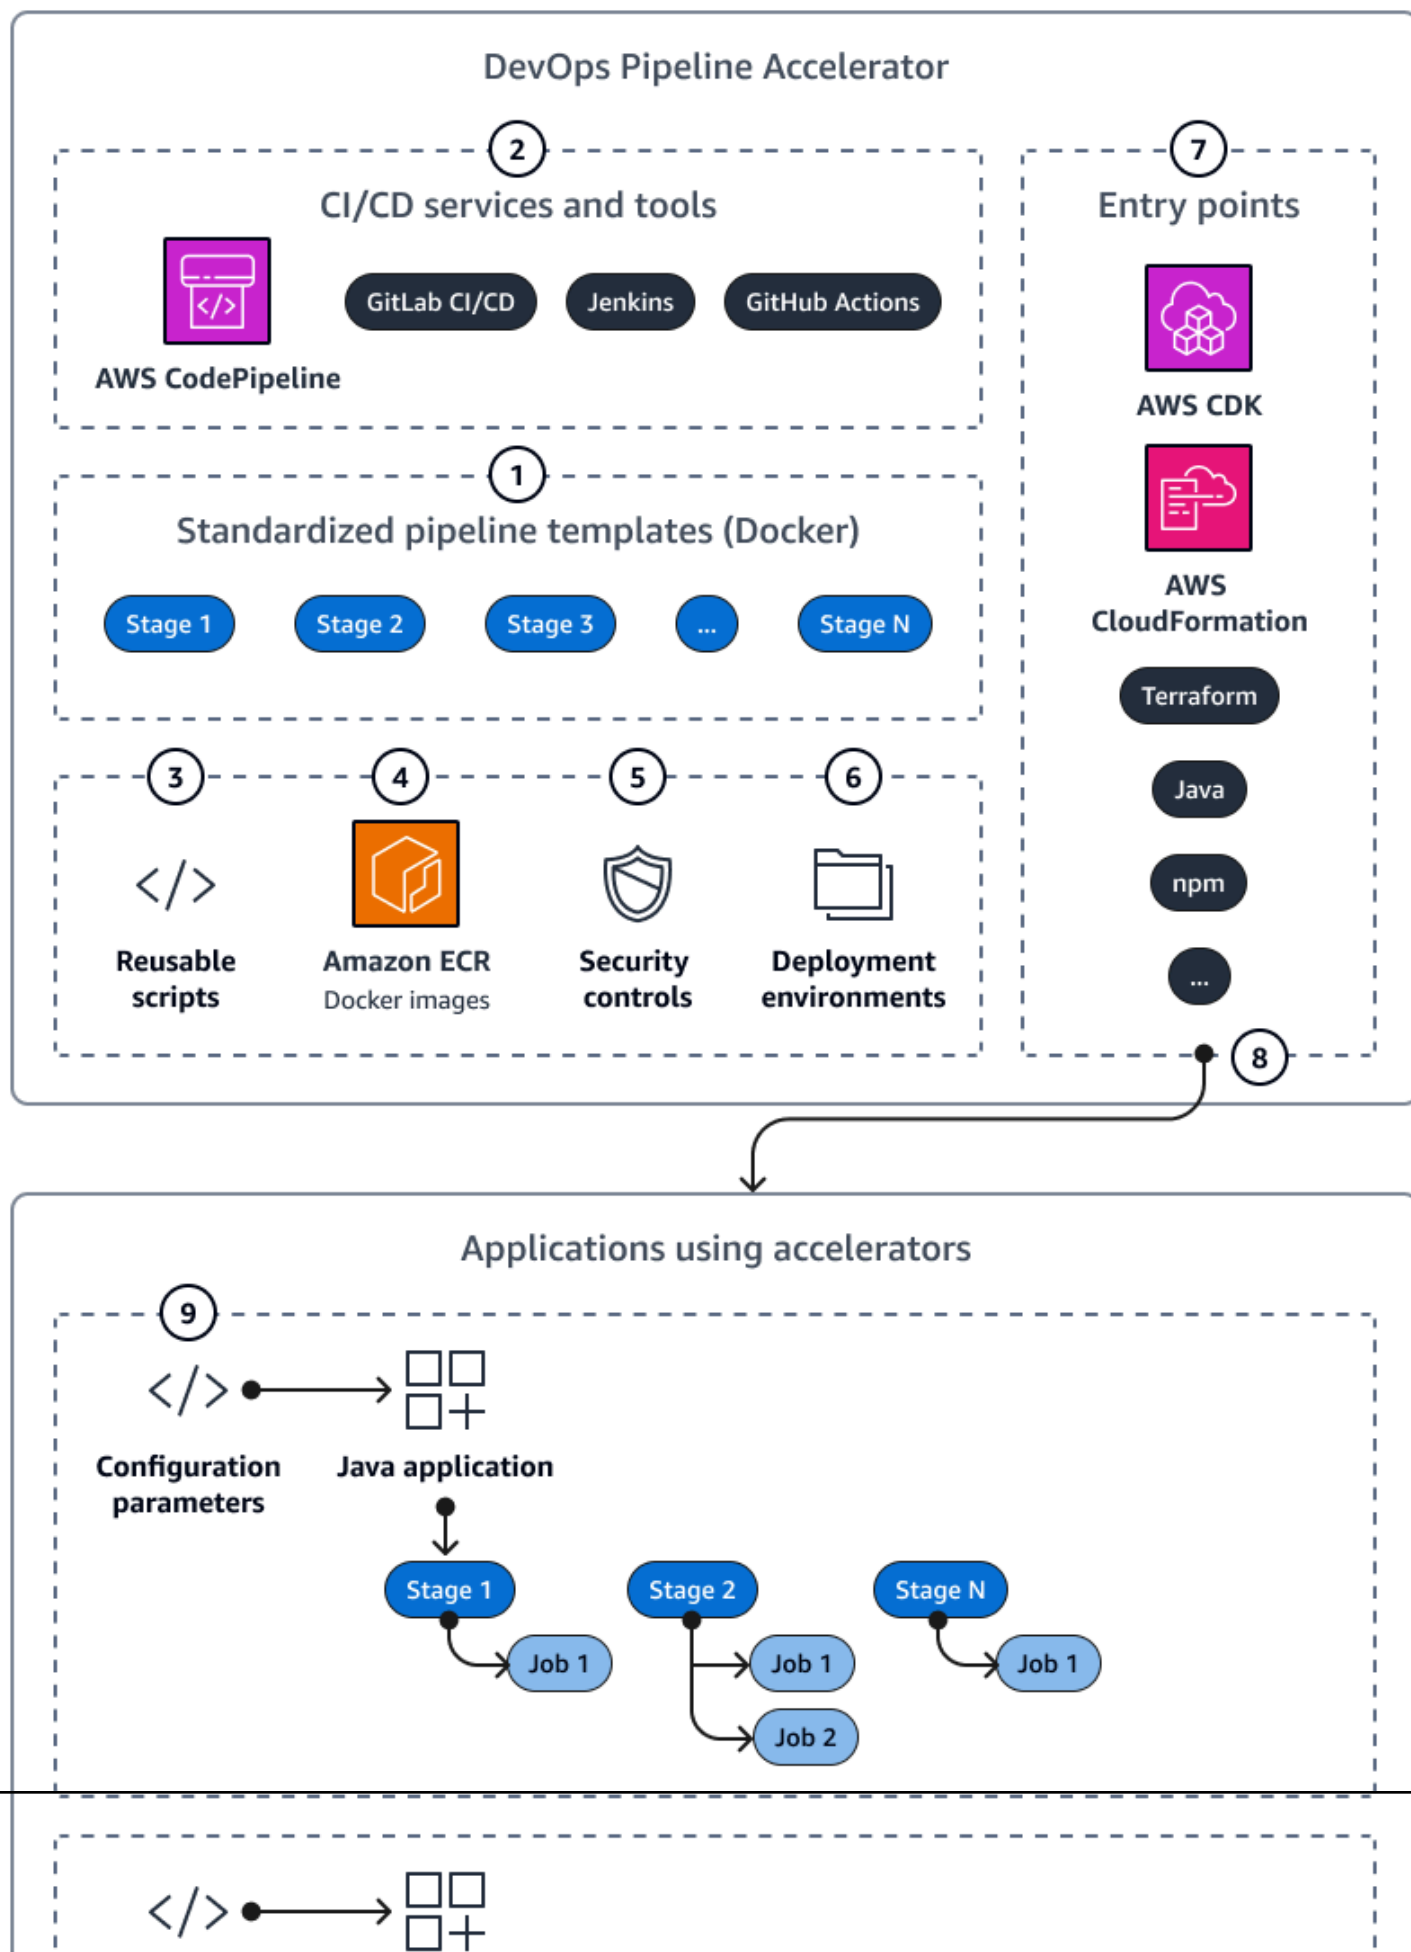 DevOps Pipeline Accelerator
2
CI/CD services and tools
AWS CodePipeline
GitLab CI/CD
Jenkins
GitHub Actions
1
Standardized pipeline templates (Docker)
Stage 1
Stage 2
Stage 3
...
Stage N
3
Reusable
scripts
4
Amazon ECR
Docker images
5
Security
controls
6
Deployment
environments
7
Entry points
AWS CDK
AWS
CloudFormation
Terraform
Java
npm
...
8
Applications using accelerators
9
Configuration
parameters
Java application
Stage 1
Job 1
Stage 2
Job 1
Job 2
Stage N
Job 1